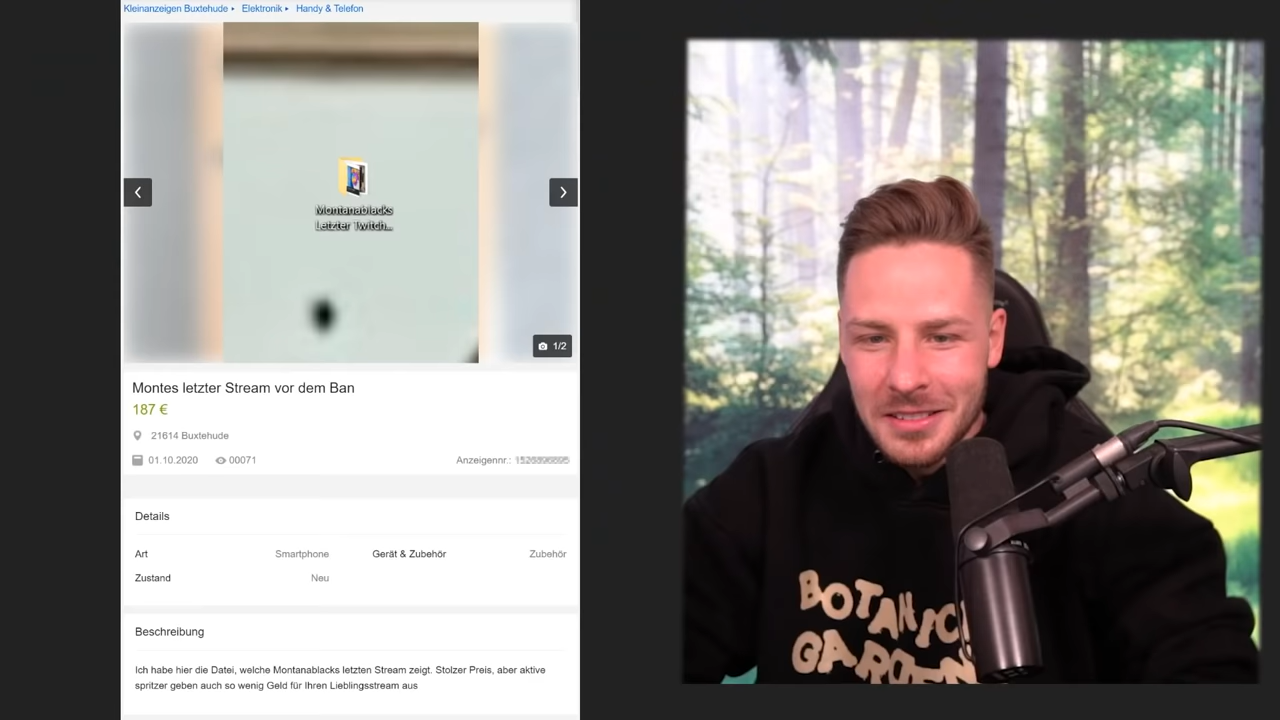 Kleinanzeigen Buxtehude ▸ Elektronik ▸ Handy & Telefon
Montanablacks
Letzter Twitch...
1/2
Montes letzter Stream vor dem Ban
187 €
21614 Buxtehude
01.10.2020 00071 Anzeigennr.:
Details
Art Smartphone Gerät & Zubehör Zubehör
Zustand Neu
Beschreibung
Ich habe hier die Datei, welche Montanablacks letzten Stream zeigt. Stolzer Preis, aber aktive
spritzer geben auch so wenig Geld für Ihren Lieblingsstream aus
BOTANIC
GARDEN